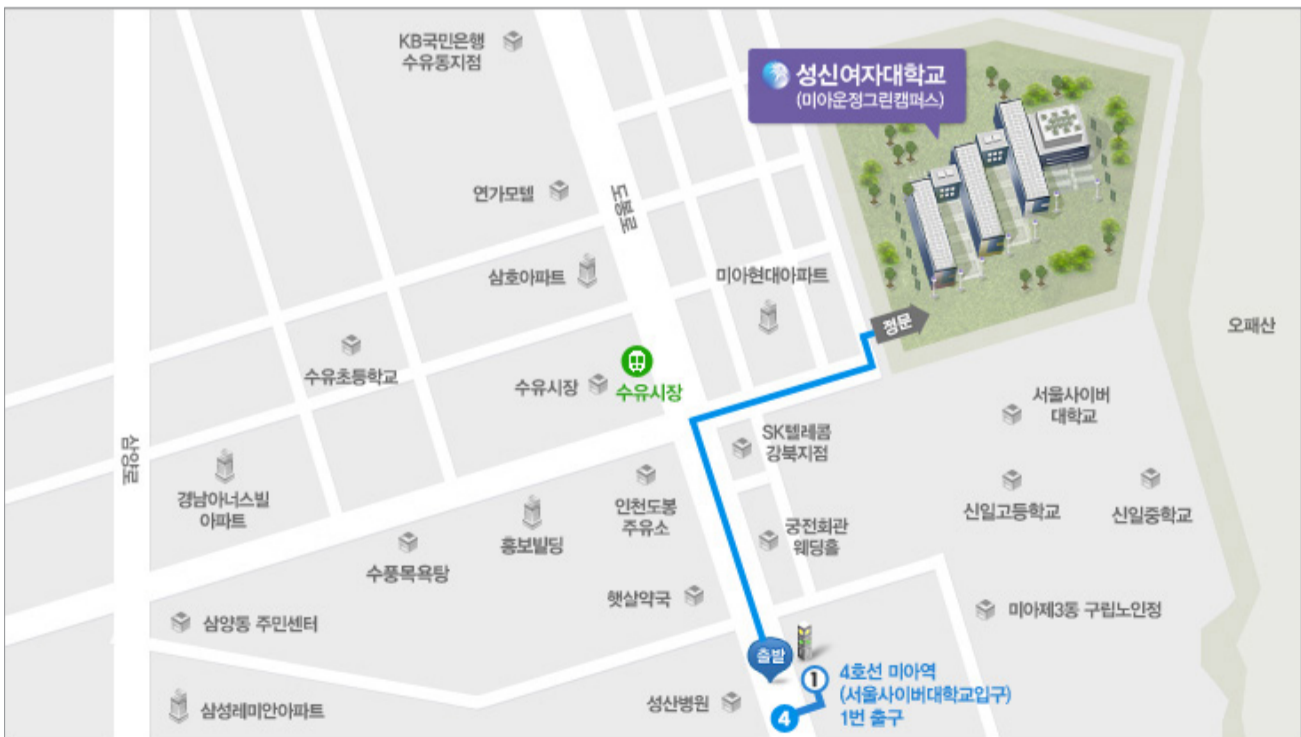 KB국민은행
수유동지점
성신여자대학교
(미아운정그린캠퍼스)
연가모텔
도봉로
삼호아파트
미아현대아파트
정문
오패산
수유초등학교
수유시장
수유시장
서울사이버
대학교
SK텔레콤
강북지점
삼양로
경남아너스빌
아파트
인천도봉
주유소
신일고등학교
신일중학교
홍보빌딩
궁전회관
웨딩홀
수풍목욕탕
햇살약국
미아제3동 구립노인정
삼양동 주민센터
출발
1
4호선 미아역
(서울사이버대학교입구)
1번 출구
성산병원
4
삼성레미안아파트